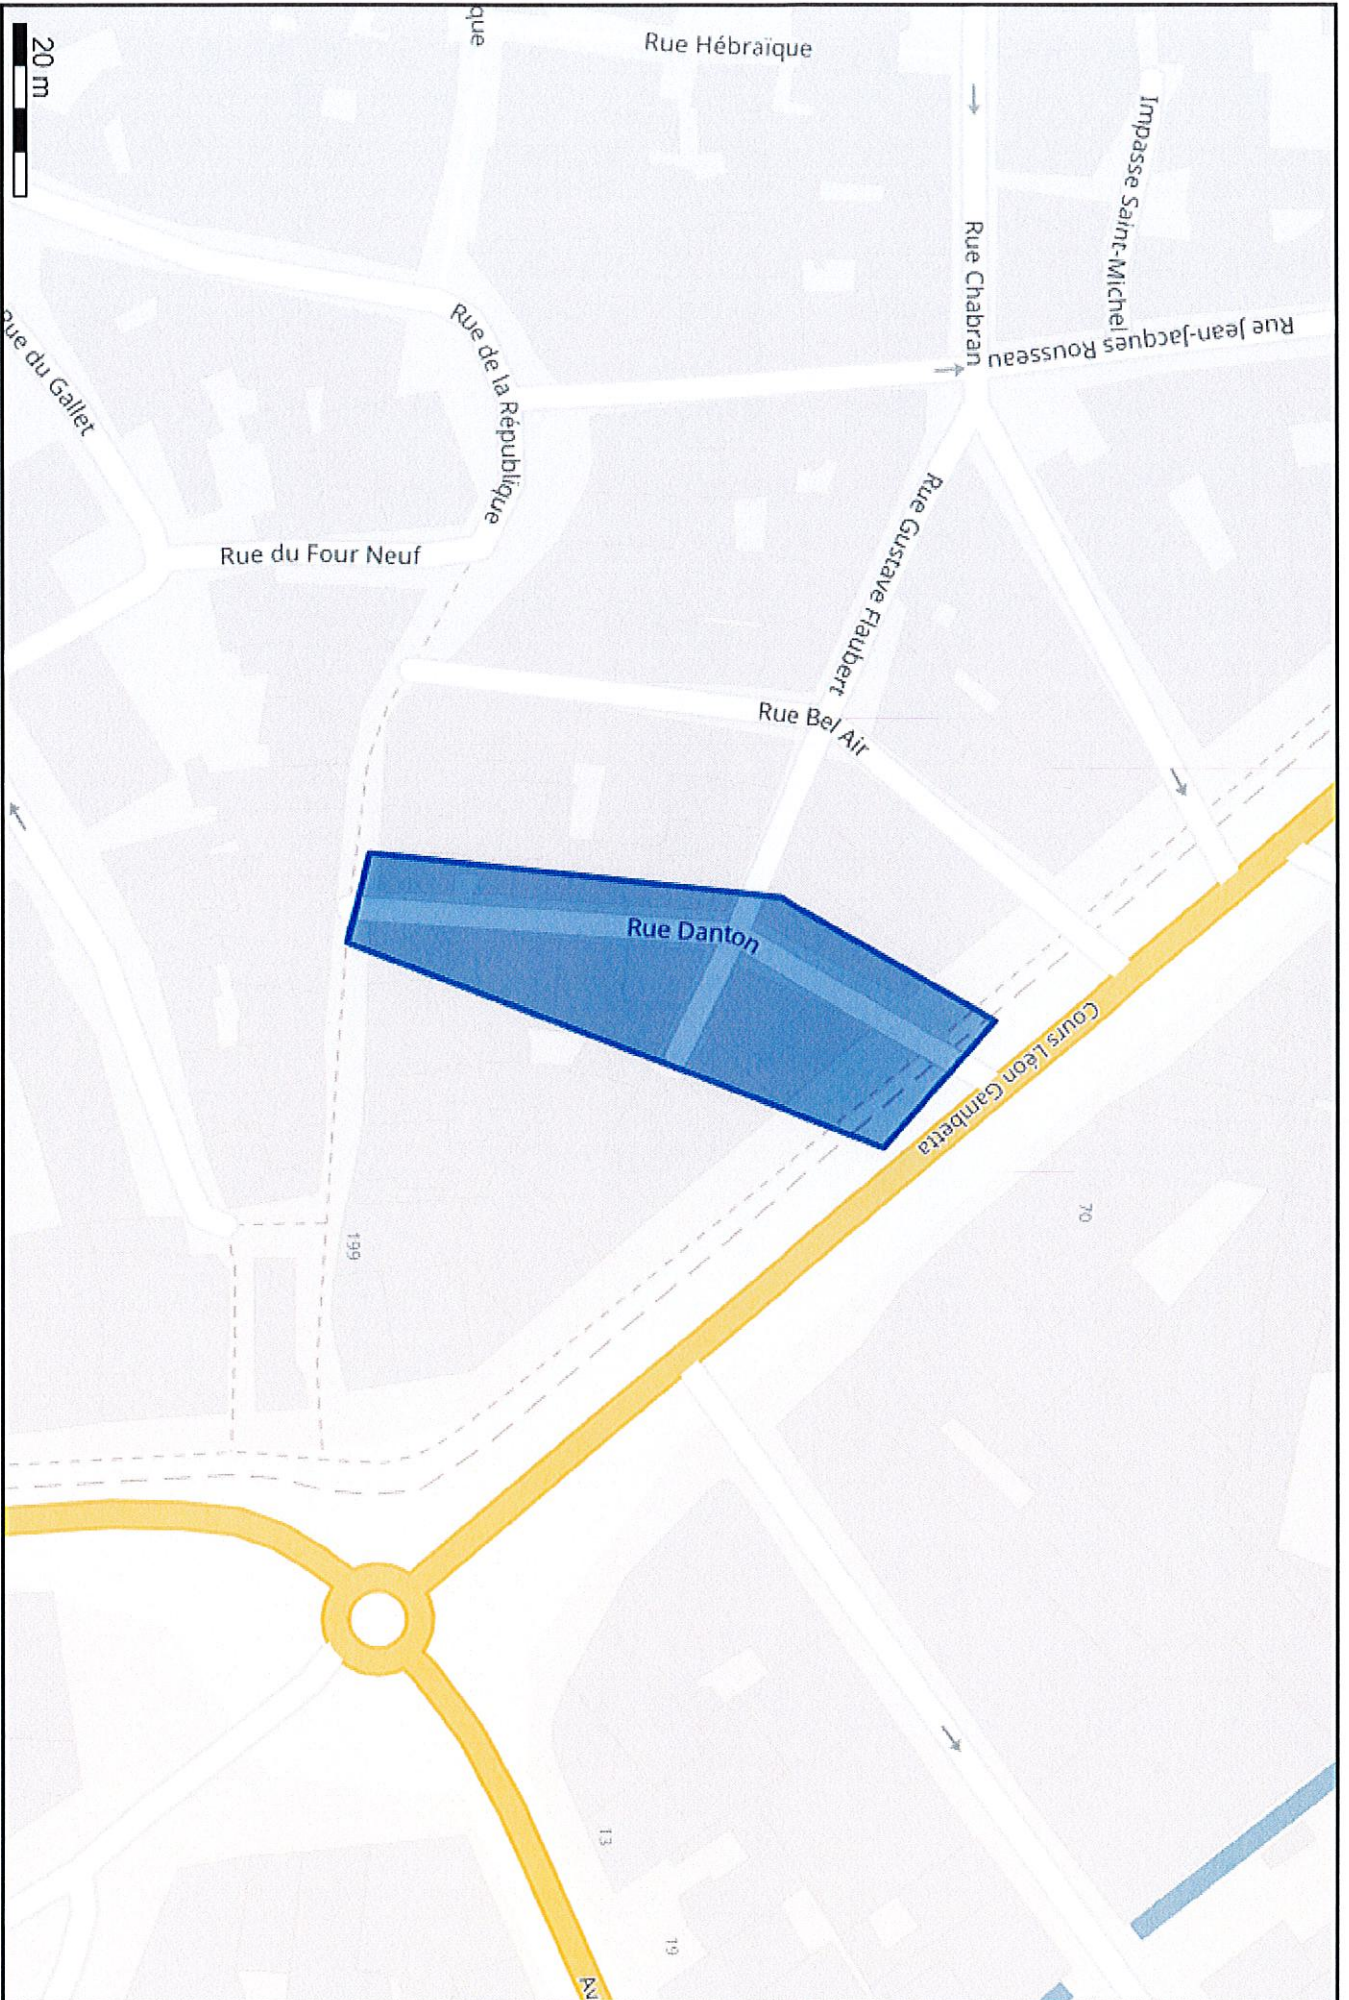 que
Rue Hébraïque
20 m
Impasse Saint-Michel
Rue Chabran
Rue Jean-Jacques Rousseau
Rue de la République
Rue du Gallet
Rue Gustave Flaubert
Rue du Four Neuf
Rue Bel Air
Rue Danton
Cours Léon Gambetta
70
199
13
19
Av